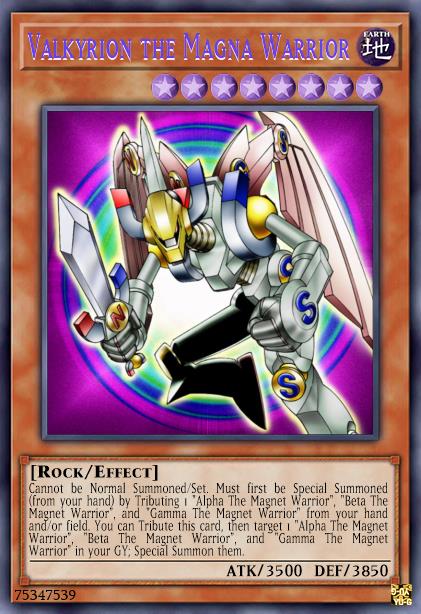 VALKYRION THE MAGNA WARRIOR
EARTH
地
[ROCK/EFFECT]
Cannot be Normal Summoned/Set. Must first be Special Summoned
(from your hand) by Tributing 1 "Alpha The Magnet Warrior", "Beta The
Magnet Warrior", and "Gamma The Magnet Warrior" from your hand
and/or field. You can Tribute this card, then target 1 "Alpha The Magnet
Warrior", "Beta The Magnet Warrior", and "Gamma The Magnet
Warrior" in your GY; Special Summon them.
ATK/3500 DEF/3850
75347539
N
S
S
S
S